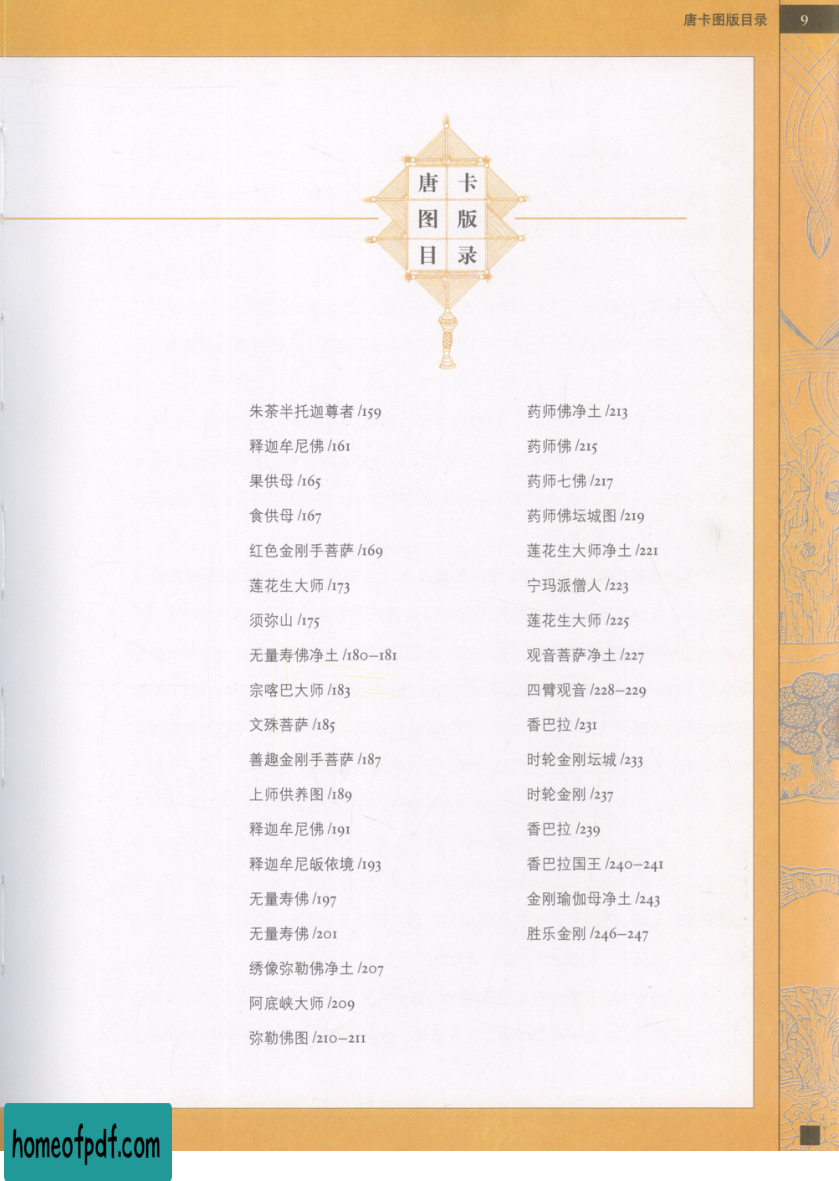 唐卡图版目录 9
唐卡
图版
目录
朱荼半托迦尊者 /159
释迦牟尼佛 /161
果供母 /165
食供母 /167
红色金刚手菩萨 /169
莲花生大师 /173
须弥山 /175
无量寿佛净土 /180–181
宗喀巴大师 /183
文殊菩萨 /185
善趣金刚手菩萨 /187
上师供养图 /189
释迦牟尼佛 /191
释迦牟尼皈依境 /193
无量寿佛 /197
无量寿佛 /201
绣像弥勒佛净土 /207
阿底峡大师 /209
弥勒佛图 /210–211
药师佛净土 /213
药师佛 /215
药师七佛 /217
药师佛坛城图 /219
莲花生大师净土 /221
宁玛派僧人 /223
莲花生大师 /225
观音菩萨净土 /227
四臂观音 /228–229
香巴拉 /231
时轮金刚坛城 /233
时轮金刚 /237
香巴拉 /239
香巴拉国王 /240–241
金刚瑜伽母净土 /243
胜乐金刚 /246–247
homeofpdf.com